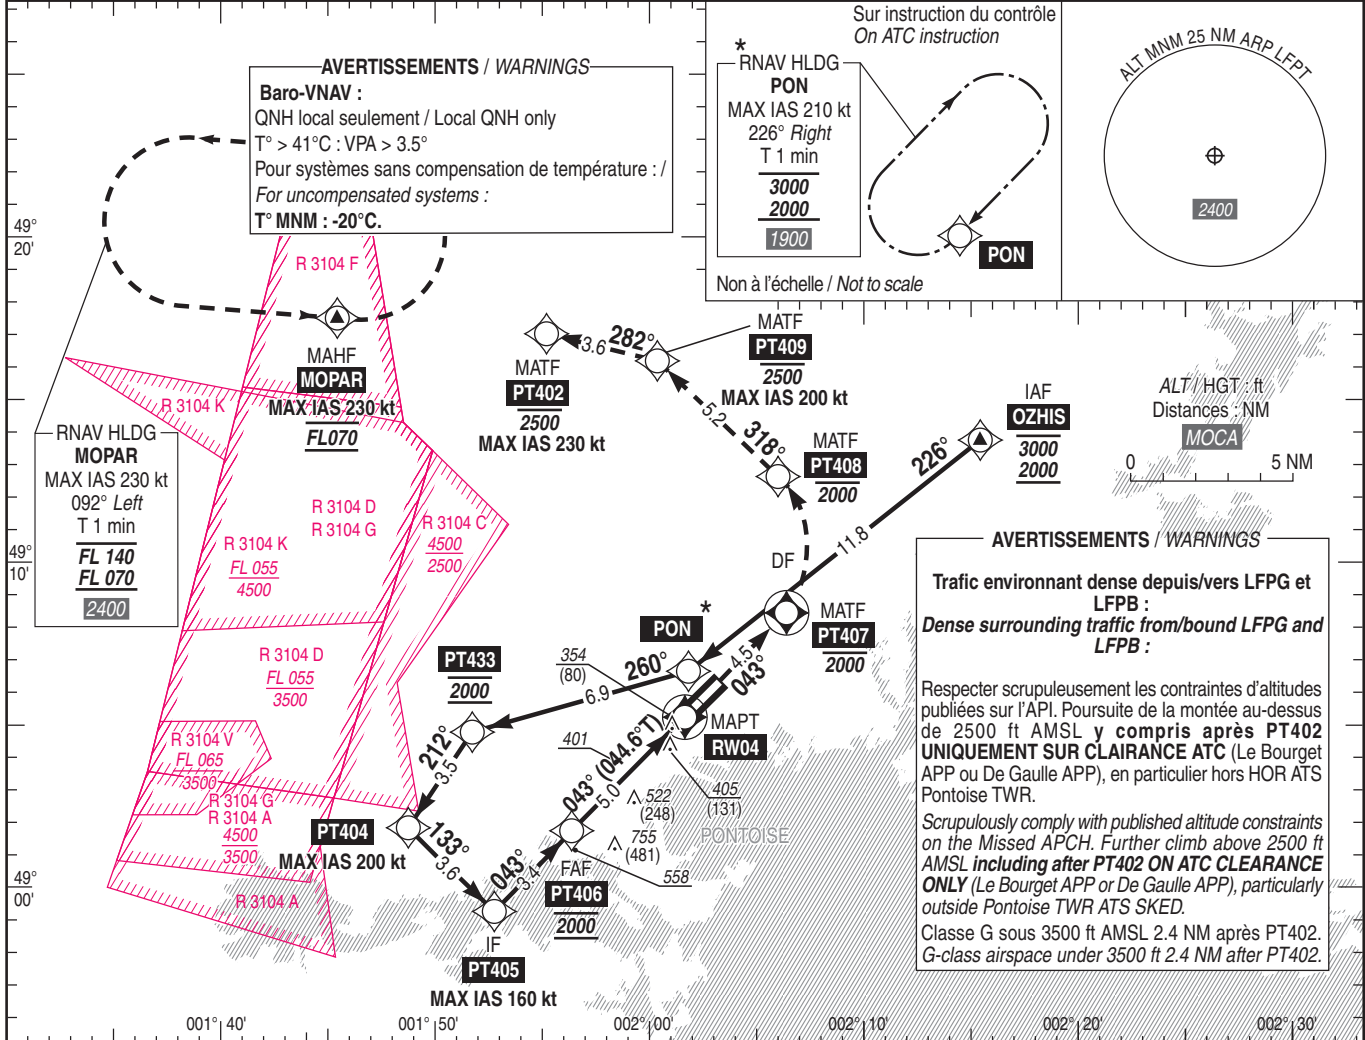 AVERTISSEMENTS / WARNINGS
Baro-VNAV :
QNH local seulement / Local QNH only
T° > 41°C : VPA > 3.5°
Pour systèmes sans compensation de température : /
For uncompensated systems :
T° MNM : -20°C.
Sur instruction du contrôle
On ATC instruction
*
RNAV HLDG
PON
MAX IAS 210 kt
226° Right
T 1 min
3000
2000
1900
PON
Non à l'échelle / Not to scale
ALT MNM 25 NM ARP LFPT
2400
49°
20'
R 3104 F
MAHF
MOPAR
MAX IAS 230 kt
FL070
R 3104 K
RNAV HLDG
MOPAR
MAX IAS 230 kt
092° Left
T 1 min
FL 140
FL 070
2400
49°
10'
3.6
282°
MATF
PT402
2500
MAX IAS 230 kt
MATF
PT409
2500
MAX IAS 200 kt
5.2
318°
MATF
PT408
2000
226°
11.8
IAF
OZHIS
3000
2000
ALT / HGT : ft
Distances : NM
MOCA
0
5 NM
R 3104 D
R 3104 G
R 3104 C
4500
2500
R 3104 K
FL 055
4500
R 3104 D
FL 055
3500
R 3104 V
FL 065
3500
R 3104 G
R 3104 A
4500
3500
R 3104 A
DF
MATF
PT407
2000
PON
*
260°
6.9
354
(80)
4.5
043°
PT433
2000
MAPT
RW04
212°
3.5
401
043° (044.6°T)
5.0
405
(131)
522
(248)
755
(481)
PONTOISE
PT404
MAX IAS 200 kt
133°
3.6
043°
3.4
558
FAF
PT406
2000
IF
PT405
MAX IAS 160 kt
AVERTISSEMENTS / WARNINGS
Trafic environnant dense depuis/vers LFPG et
LFPB :
Dense surrounding traffic from/bound LFPG and
LFPB :
Respecter scrupuleusement les contraintes d'altitudes
publiées sur l'API. Poursuite de la montée au-dessus
de 2500 ft AMSL y compris après PT402
UNIQUEMENT SUR CLAIRANCE ATC (Le Bourget
APP ou De Gaulle APP), en particulier hors HOR ATS
Pontoise TWR.
Scrupulously comply with published altitude constraints
on the Missed APCH. Further climb above 2500 ft
AMSL including after PT402 ON ATC CLEARANCE
ONLY (Le Bourget APP or De Gaulle APP), particularly
outside Pontoise TWR ATS SKED.
Classe G sous 3500 ft AMSL 2.4 NM après PT402.
G-class airspace under 3500 ft 2.4 NM after PT402.
49°
00'
001° 40'
001° 50'
002° 00'
002° 10'
002° 20'
002° 30'